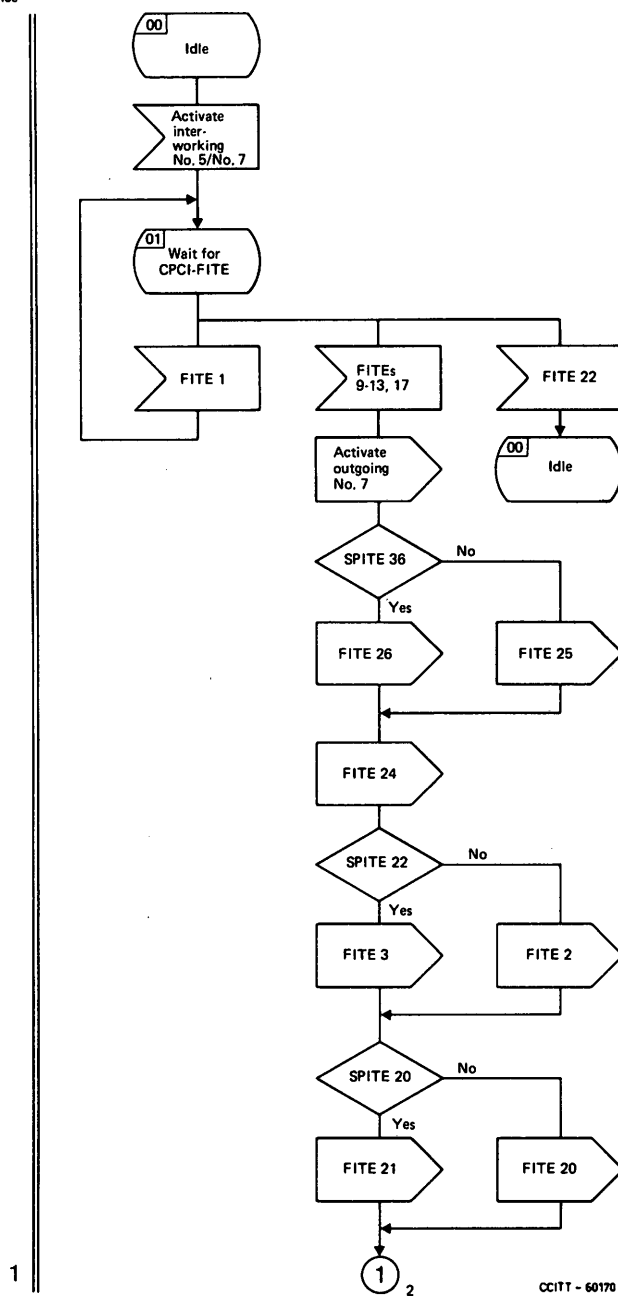 00
Idle
Activate
inter-
working
No. 5/No. 7
01
Wait for
CPCI-FITE
FITE 1
FITEs
9-13, 17
FITE 22
Activate
outgoing
No. 7
00
Idle
SPITE 36
No
Yes
FITE 26
FITE 25
FITE 24
SPITE 22
No
Yes
FITE 3
FITE 2
SPITE 20
No
Yes
FITE 21
FITE 20
1
1
2
CCITT - 60170